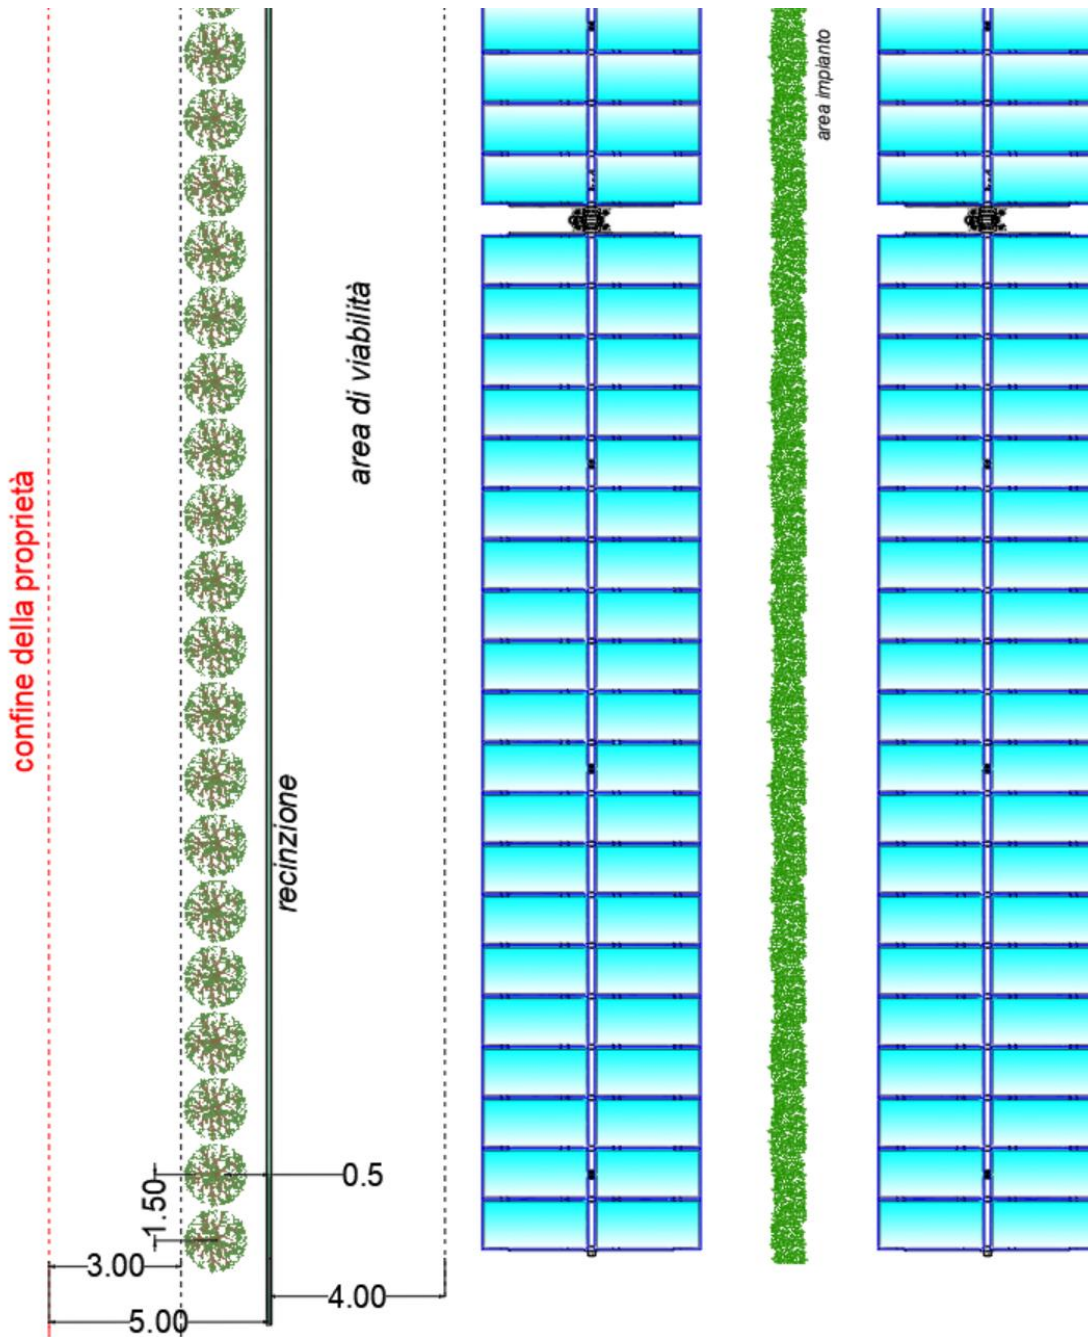 confine della proprietà
recinzione
area di viabilità
area impianto
0.5
1.50
3.00
4.00
5.00